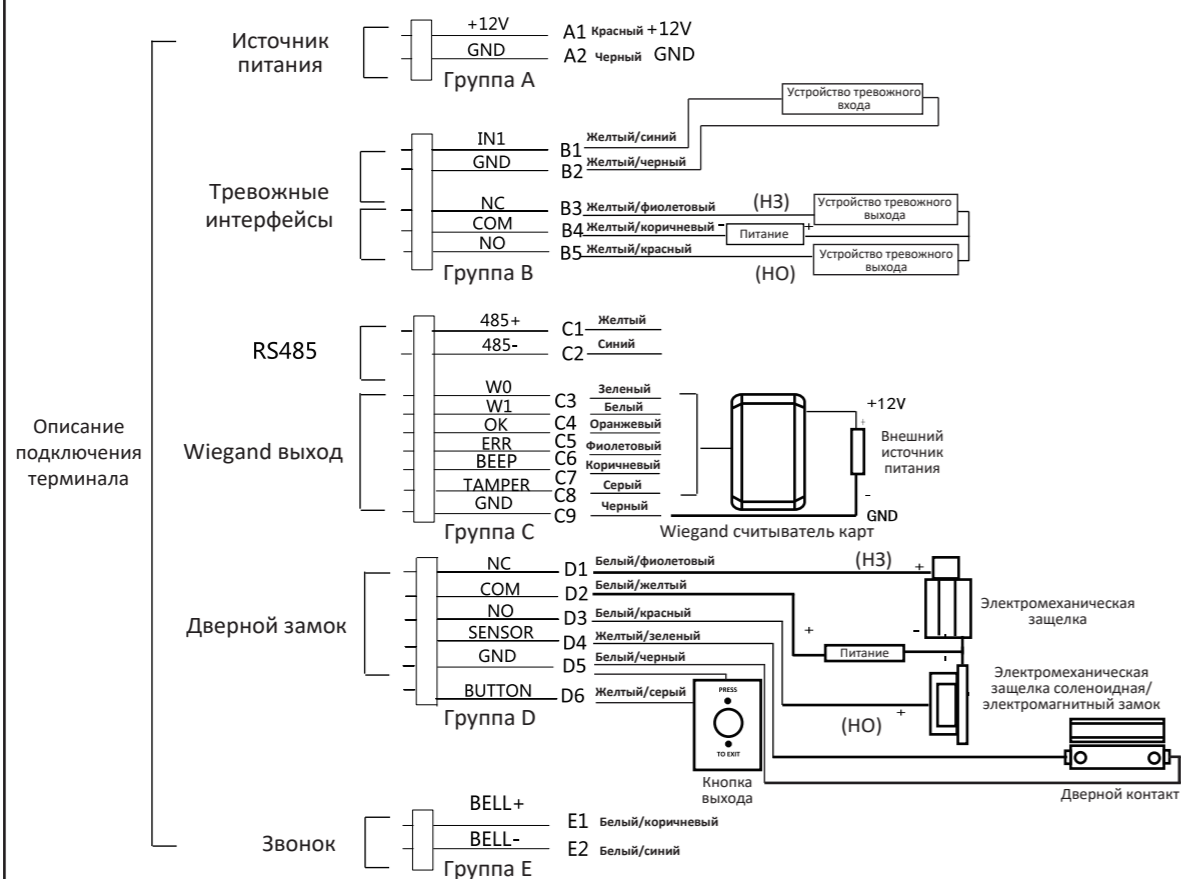 Описание
подключения
терминала
Источник
питания
+12V
GND
A1 Красный +12V
A2 Черный GND
Группа A
Тревожные
интерфейсы
IN1
GND
B1 Желтый/синий
B2 Желтый/черный
Устройство тревожного
входа
NC
COM
NO
B3 Желтый/фиолетовый
B4 Желтый/коричневый
B5 Желтый/красный
(НЗ)
- Питание +
(НО)
Устройство тревожного
выхода
Устройство тревожного
выхода
Группа B
RS485
485+
485-
C1 Желтый
C2 Синий
Wiegand выход
W0
W1
OK
ERR
BEEP
TAMPER
GND
C3 Зеленый
C4 Белый
C5 Оранжевый
C6 Фиолетовый
C7 Коричневый
C8 Серый
C9 Черный
Группа C
Wiegand считыватель карт
+12V
+
Внешний
источник
питания
-
GND
Дверной замок
NC
COM
NO
SENSOR
GND
BUTTON
D1 Белый/фиолетовый
D2 Белый/желтый
D3 Белый/красный
D4 Желтый/зеленый
D5 Белый/черный
D6 Желтый/серый
Группа D
(НЗ)
+
-
Электромеханическая
защелка
+
Питание
-
Электромеханическая
защелка соленоидная/
электромагнитный замок
+
(НО)
PRESS
TO EXIT
Кнопка
выхода
Дверной контакт
Звонок
BELL+
BELL-
E1 Белый/коричневый
E2 Белый/синий
Группа E